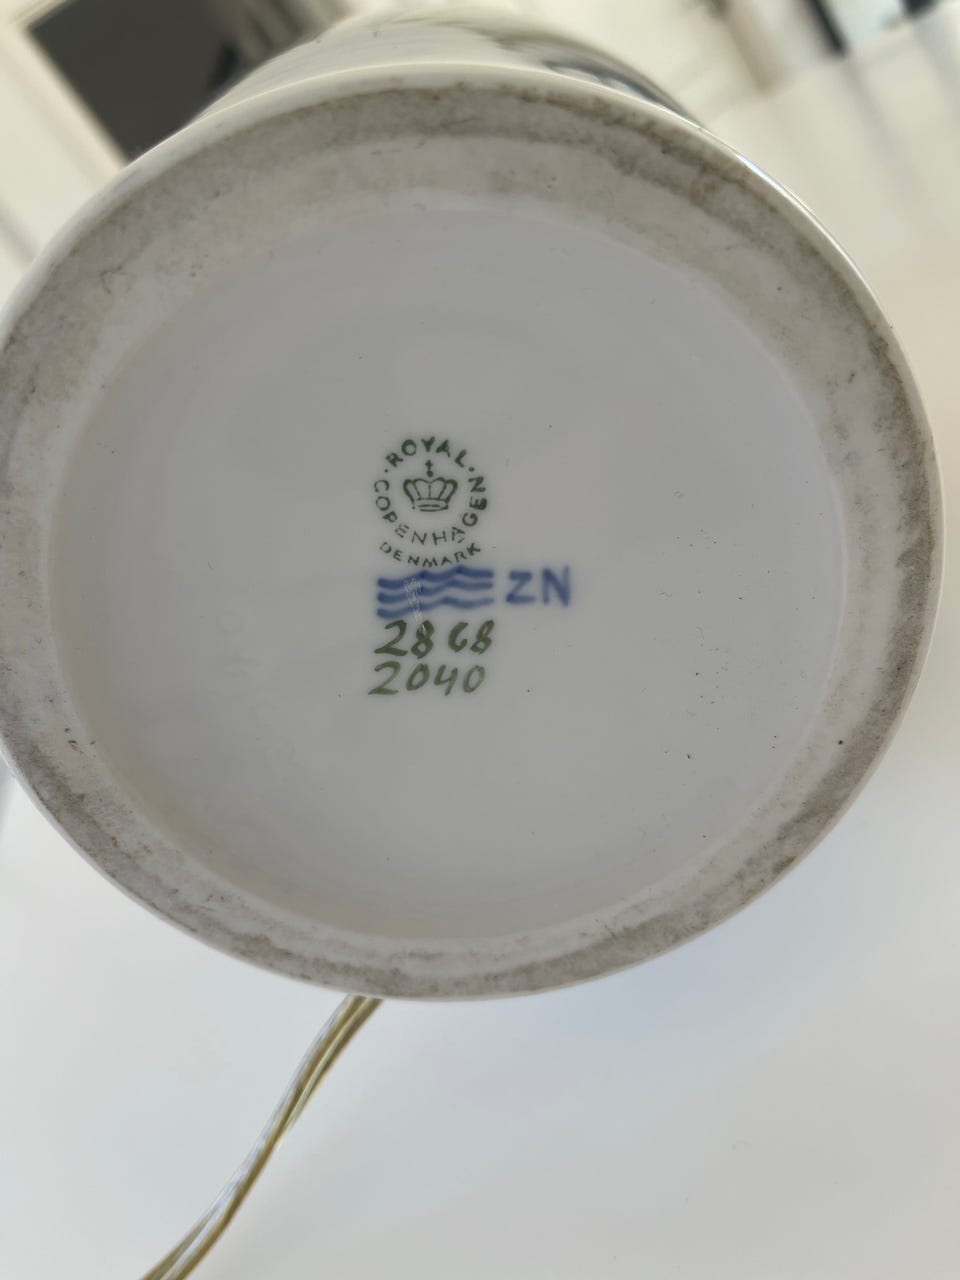 ROYAL
COPENHAGEN
DENMARK
ZN
2868
2040